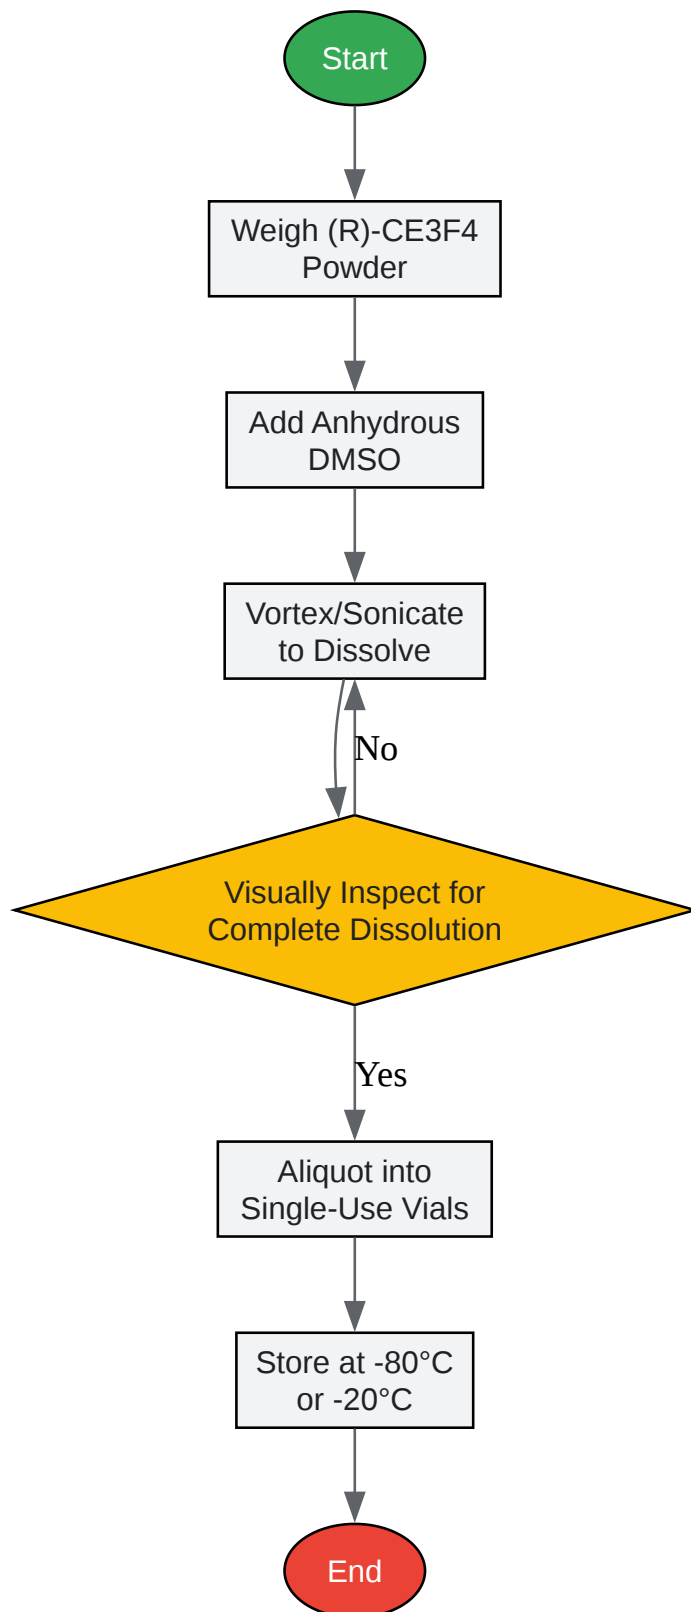 Start
Weigh (R)-CE3F4
Powder
Add Anhydrous
DMSO
Vortex/Sonicate
to Dissolve
No
Visually Inspect for
Complete Dissolution
Yes
Aliquot into
Single-Use Vials
Store at -80°C
or -20°C
End